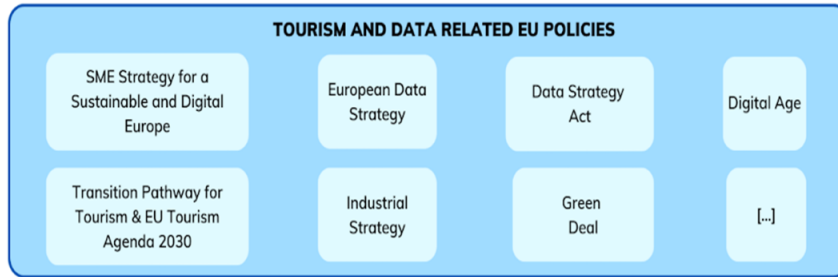 TOURISM AND DATA RELATED EU POLICIES
SME Strategy for a
Sustainable and Digital
Europe
European Data
Strategy
Data Strategy
Act
Digital Age
Transition Pathway for
Tourism & EU Tourism
Agenda 2030
Industrial
Strategy
Green
Deal
[...]